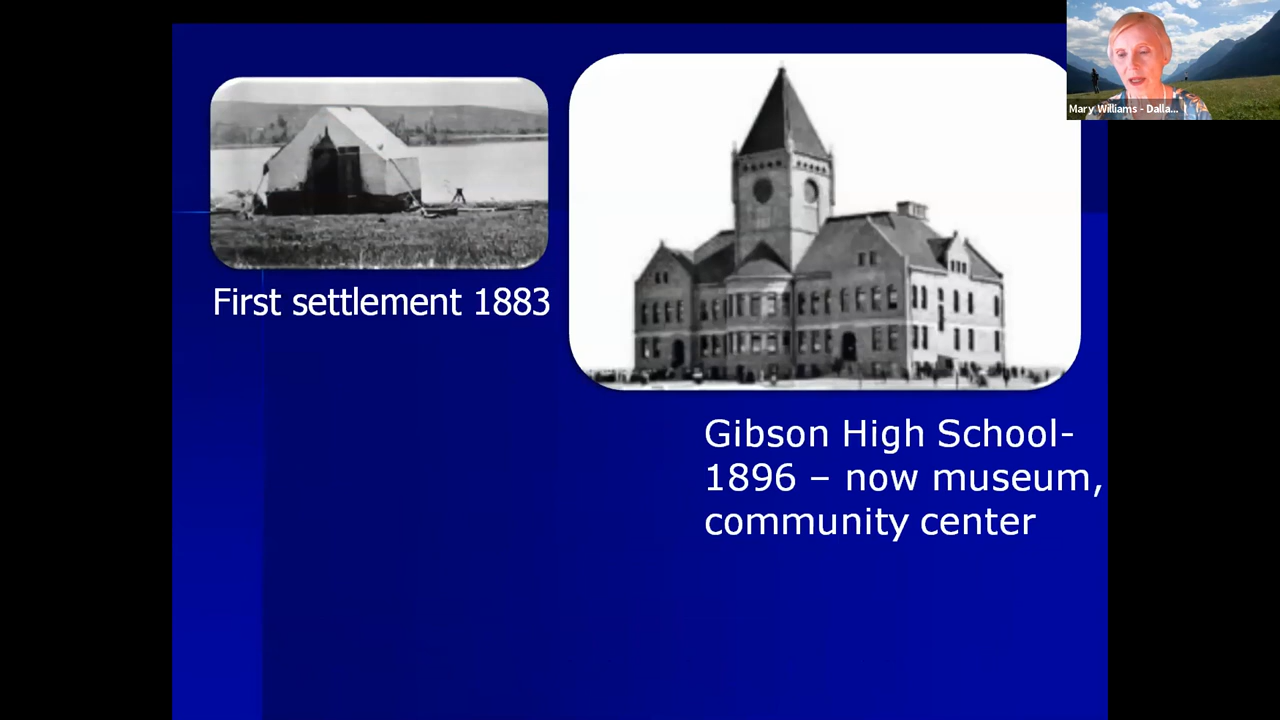 Mary Williams - Dalla...
First settlement 1883
Gibson High School-
1896 – now museum,
community center